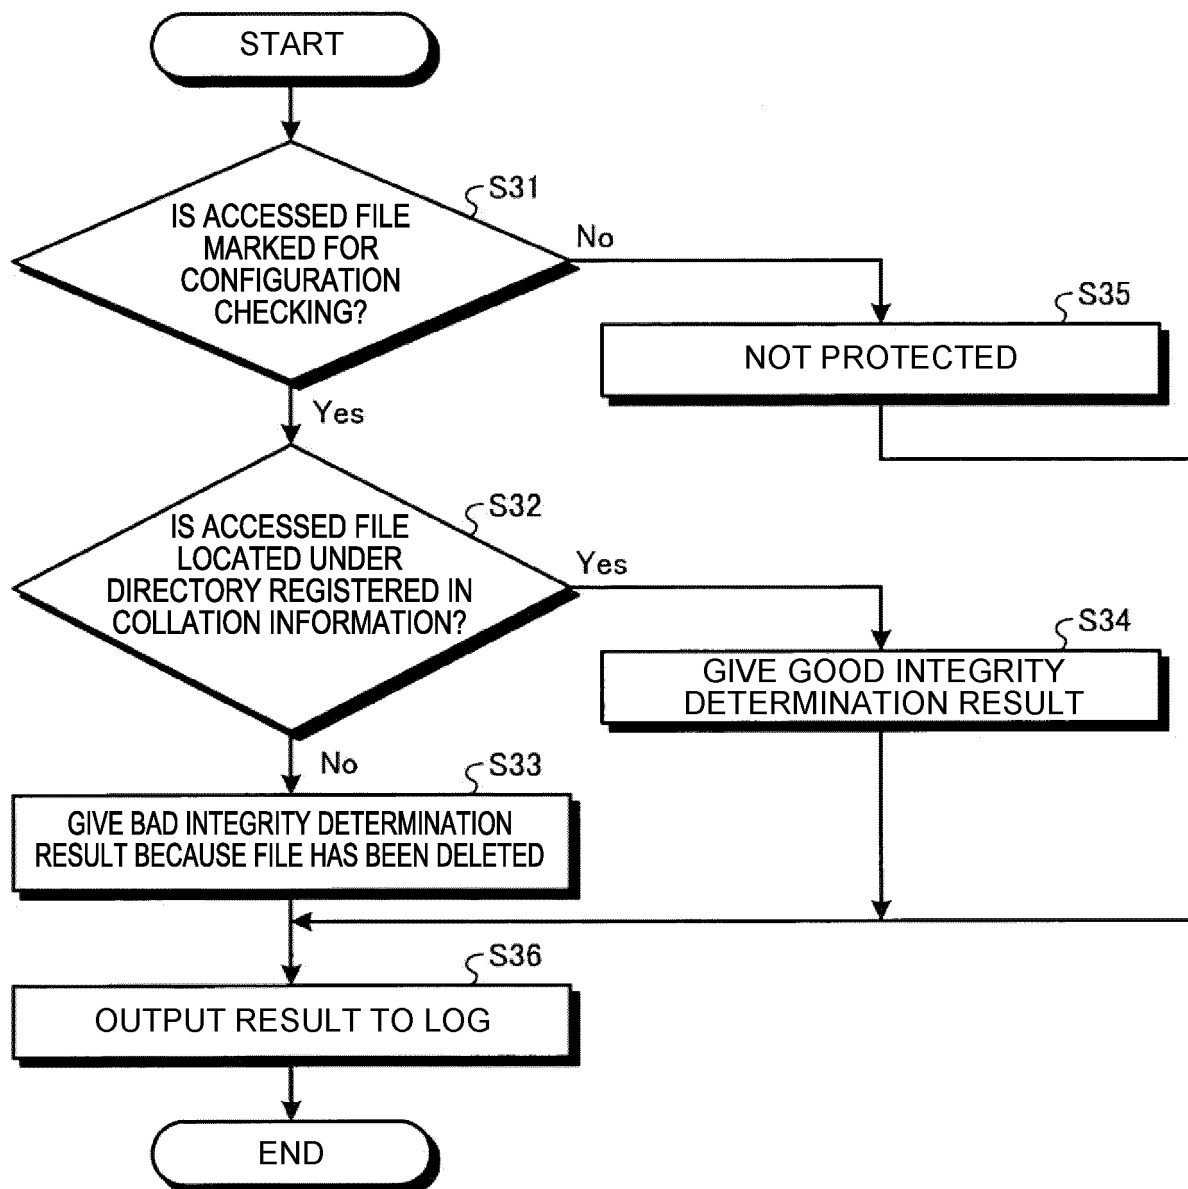 START
S31
IS ACCESSED FILE
MARKED FOR
CONFIGURATION
CHECKING?
No
S35
NOT PROTECTED
Yes
S32
IS ACCESSED FILE
LOCATED UNDER
DIRECTORY REGISTERED IN
COLLATION INFORMATION?
Yes
S34
GIVE GOOD INTEGRITY
DETERMINATION RESULT
No
S33
GIVE BAD INTEGRITY DETERMINATION
RESULT BECAUSE FILE HAS BEEN DELETED
S36
OUTPUT RESULT TO LOG
END